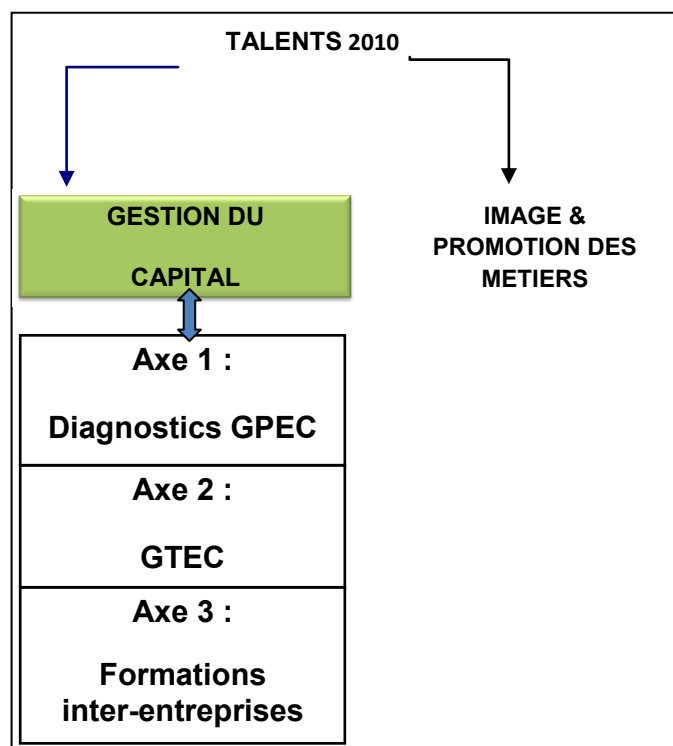 TALENTS 2010
GESTION DU
CAPITAL
IMAGE &
PROMOTION DES
METIERS
Axe 1 :
Diagnostics GPEC
Axe 2 :
GTEC
Axe 3 :
Formations
inter-entreprises